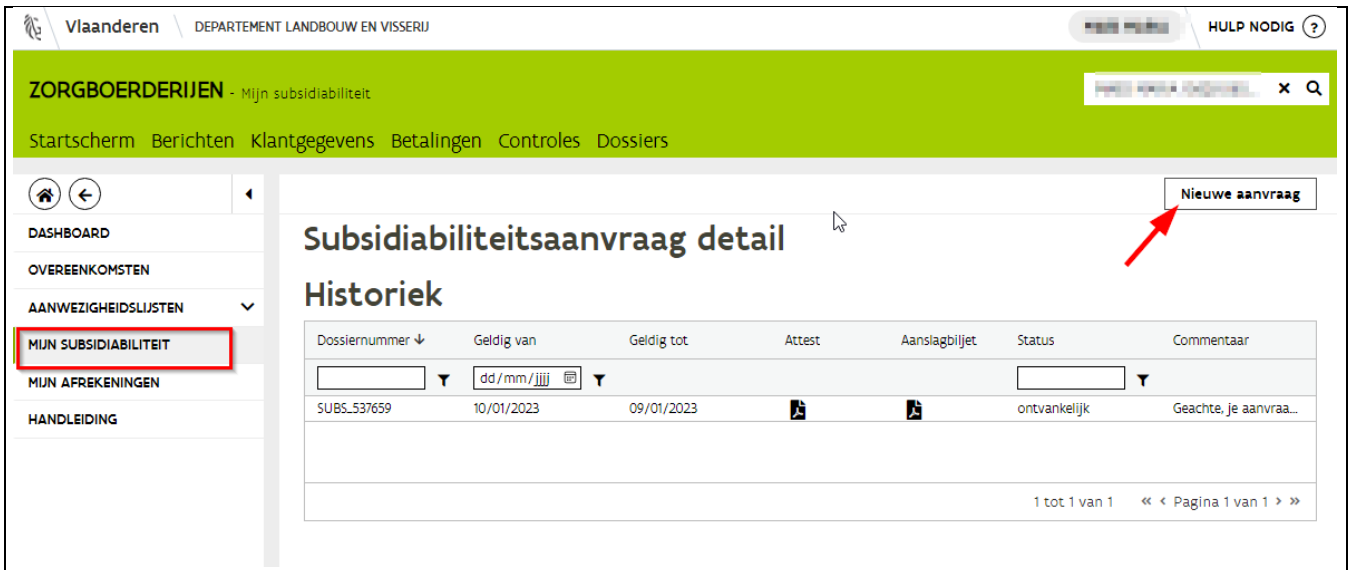 Vlaanderen DEPARTEMENT LANDBOUW EN VISSERIJ HULP NODIG ?
ZORGBOERDERIJEN - Mijn subsidiabiliteit
Startscherm Berichten Klantgegevens Betalingen Controles Dossiers
Nieuwe aanvraag
DASHBOARD
OVEREENKOMSTEN
AANWEZIGHEIDSLIJSTEN
MIJN SUBSIDIABILITEIT
MIJN AFREKENINGEN
HANDLEIDING
Subsidiabiliteitsaanvraag detail
Historiek
Dossiernummer Geldig van Geldig tot Attest Aanslagbiljet Status Commentaar
dd/mm/jjjj
SUBS_537659 10/01/2023 09/01/2023 ontvankelijk Geachte, je aanvraa...
1 tot 1 van 1 « < Pagina 1 van 1 > »